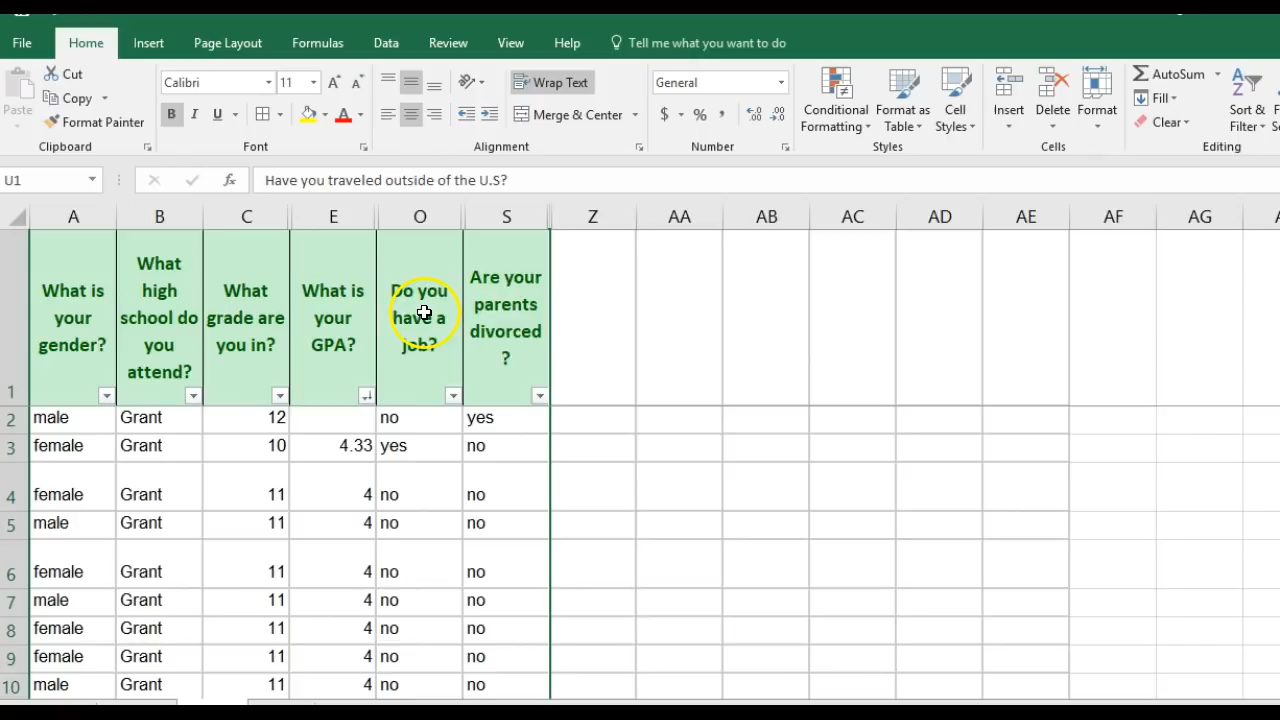 File Home Insert Page Layout Formulas Data Review View Help Tell me what you want to do
Cut
Copy
Format Painter
Paste
Clipboard
Calibri 11
B I U
Font
Wrap Text
Merge & Center
Alignment
General
$ % ,
Number
Conditional Formatting
Format as Table
Cell Styles
Styles
Insert Delete Format
Cells
AutoSum
Fill
Clear
Sort &
Filter
Editing
U1 fx Have you traveled outside of the U.S?
A B C E O S Z AA AB AC AD AE AF AG
1
What is
your
gender?
What
high
school do
you
attend?
What
grade are
you in?
What is
your
GPA?
Do you
have a
job?
Are your
parents
divorced
?
2 male Grant 12 no yes
3 female Grant 10 4.33 yes no
4 female Grant 11 4 no no
5 male Grant 11 4 no no
6 female Grant 11 4 no no
7 male Grant 11 4 no no
8 female Grant 11 4 no no
9 female Grant 11 4 no no
10 male Grant 11 4 no no